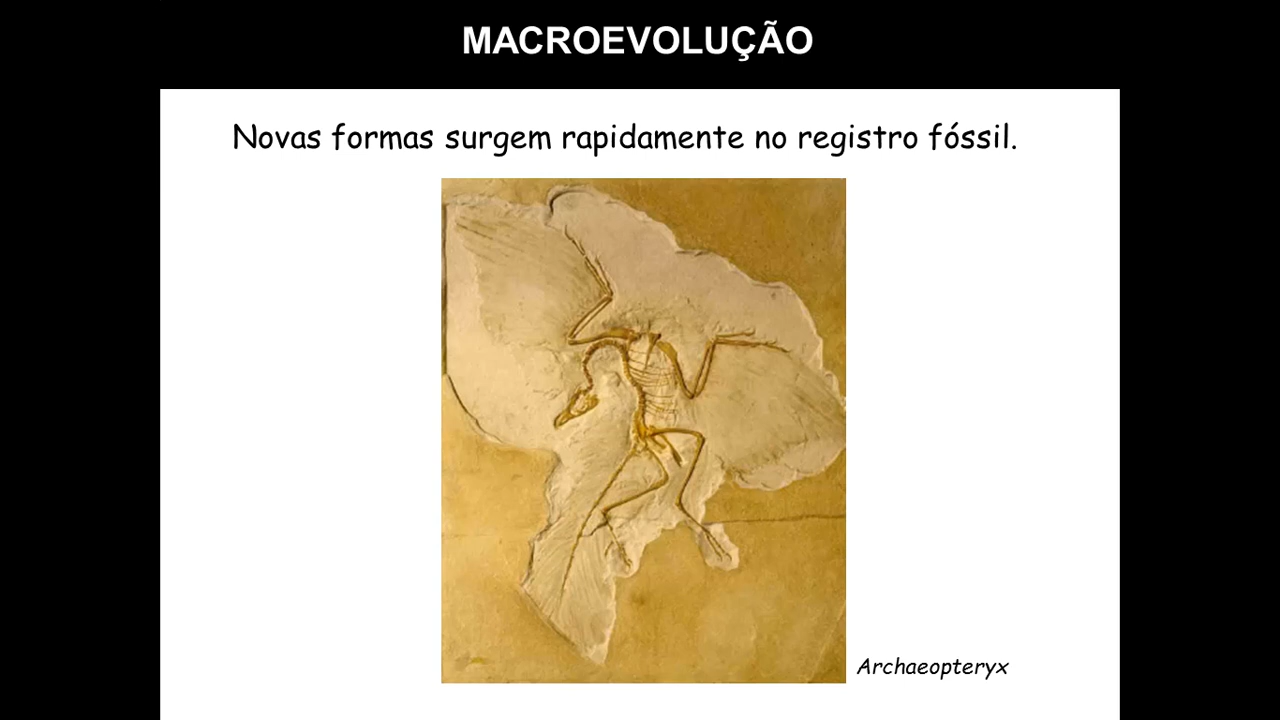 MACROEVOLUÇÃO
Novas formas surgem rapidamente no registro fóssil.
Archaeopteryx